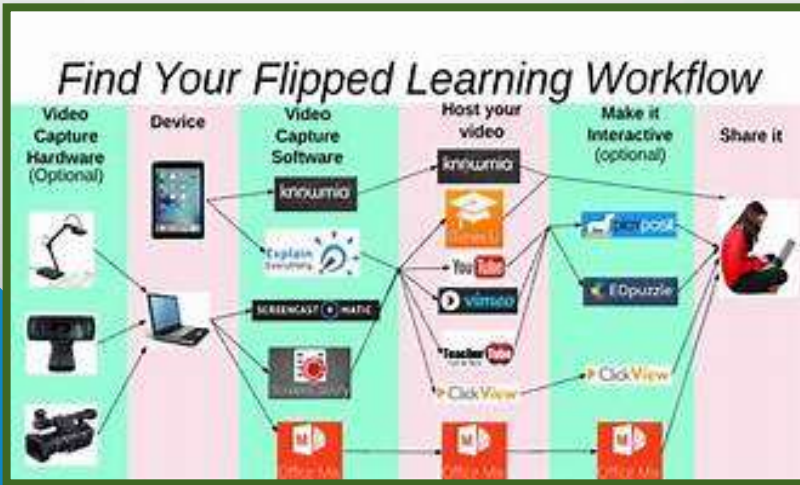 Find Your Flipped Learning Workflow
Video
Capture
Hardware
(Optional)
Device
Video
Capture
Software
Host your
video
Make it
Interactive
(optional)
Share it
knowmia
Explain
Everything
SCREENCAST MATIC
Office Mix
knowmia
iTunes U
YouTube
vimeo
TeacherTube
ClickView
Office Mix
EDpuzzle
ClickView
Office Mix